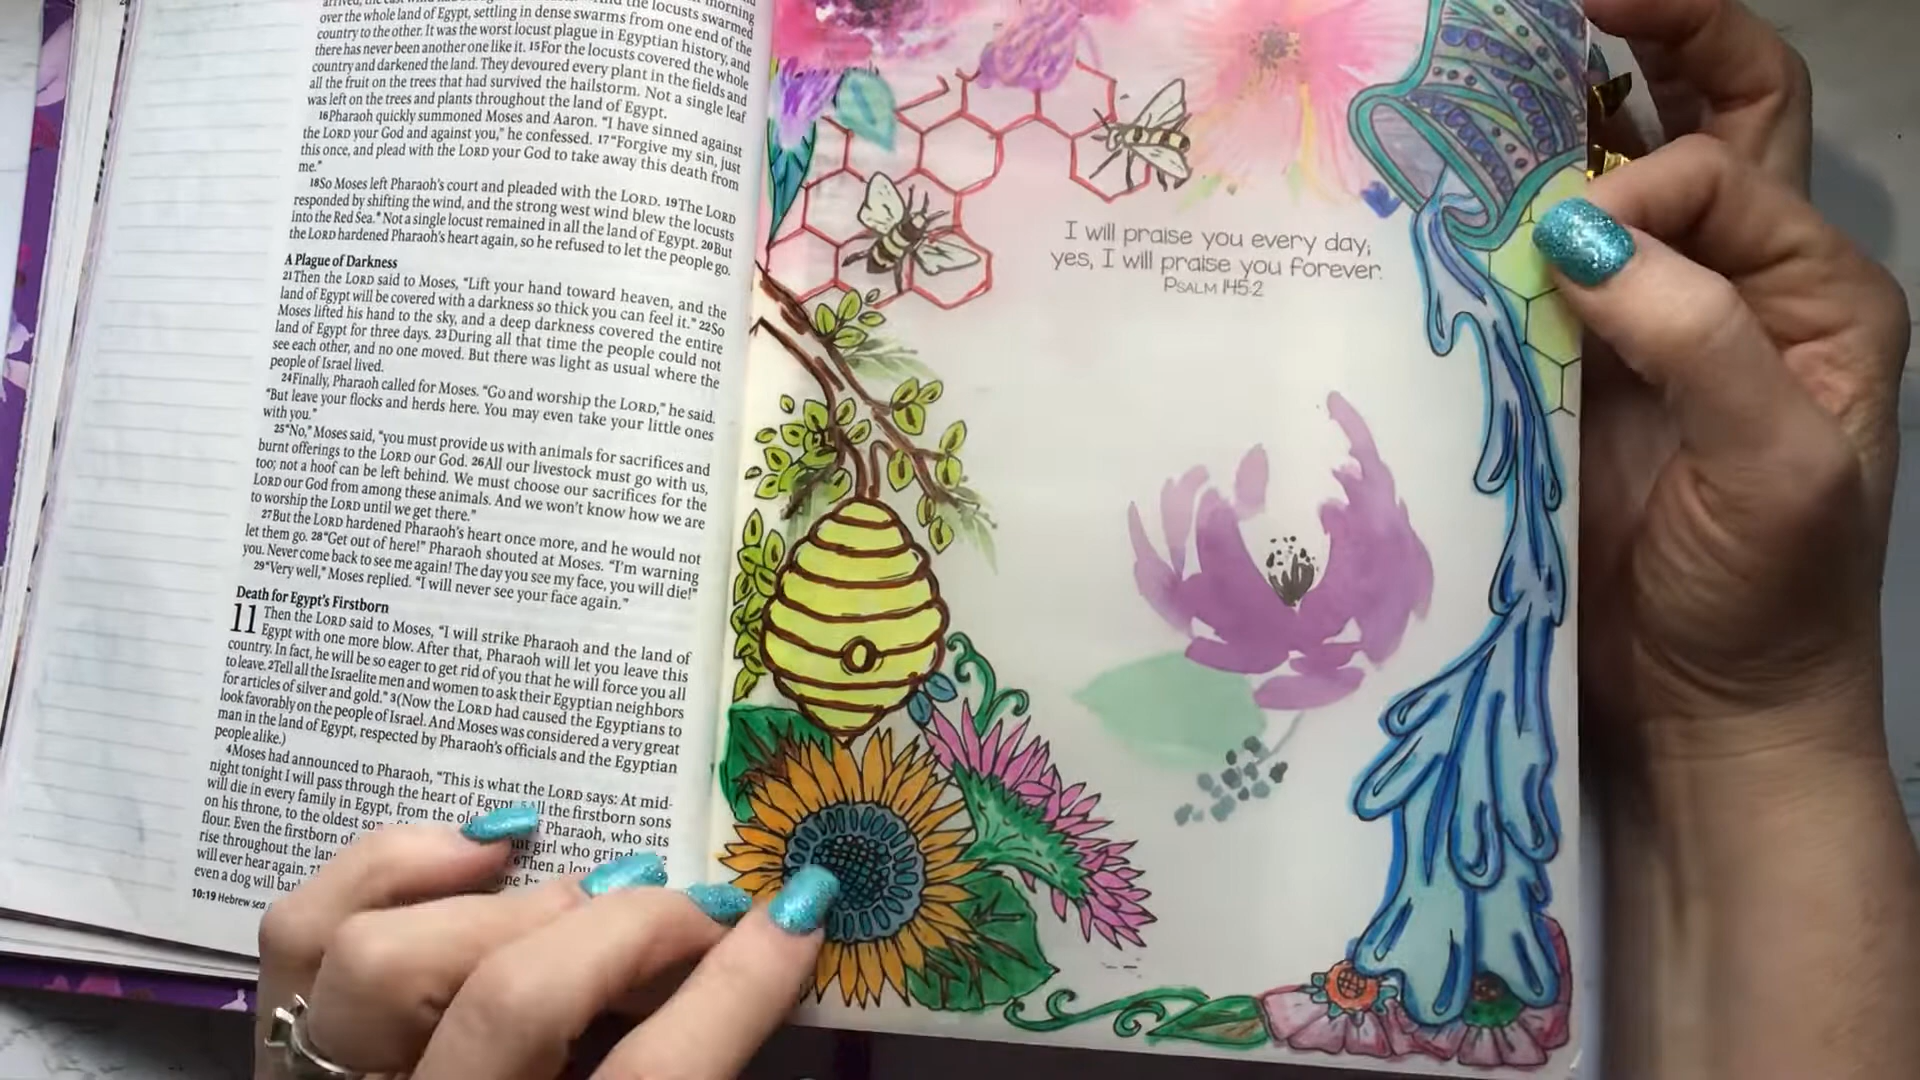 morning
the locusts swarmed
over the whole land of Egypt, settling in dense swarms from one end of the
country to the other. It was the worst locust plague in Egyptian history, and
there has never been another one like it. 15For the locusts covered the whole
country and darkened the land. They devoured every plant in the fields and
all the fruit on the trees that had survived the hailstorm. Not a single leaf
was left on the trees and plants throughout the land of Egypt.
16Pharaoh quickly summoned Moses and Aaron. “I have sinned against
the LORD your God and against you,” he confessed. 17“Forgive my sin, just
this once, and plead with the LORD your God to take away this death from
me.”
18So Moses left Pharaoh’s court and pleaded with the LORD. 19The LORD
responded by shifting the wind, and the strong west wind blew the locusts
into the Red Sea.* Not a single locust remained in all the land of Egypt. 20But
the LORD hardened Pharaoh’s heart again, so he refused to let the people go.
A Plague of Darkness
21Then the LORD said to Moses, “Lift your hand toward heaven, and the
land of Egypt will be covered with a darkness so thick you can feel it.” 22So
Moses lifted his hand to the sky, and a deep darkness covered the entire
land of Egypt for three days. 23During all that time the people could not
see each other, and no one moved. But there was light as usual where the
people of Israel lived.
24Finally, Pharaoh called for Moses. “Go and worship the LORD,” he said.
“But leave your flocks and herds here. You may even take your little ones
with you.”
25“No,” Moses said, “you must provide us with animals for sacrifices and
burnt offerings to the LORD our God. 26All our livestock must go with us,
too; not a hoof can be left behind. We must choose our sacrifices for the
LORD our God from among these animals. And we won’t know how we are
to worship the LORD until we get there.”
27But the LORD hardened Pharaoh’s heart once more, and he would not
let them go. 28“Get out of here!” Pharaoh shouted at Moses. “I’m warning
you. Never come back to see me again! The day you see my face, you will die!”
29“Very well,” Moses replied. “I will never see your face again.”
Death for Egypt’s Firstborn
11 Then the LORD said to Moses, “I will strike Pharaoh and the land of
Egypt with one more blow. After that, Pharaoh will let you leave this
country. In fact, he will be so eager to get rid of you that he will force you all
to leave. 2Tell all the Israelite men and women to ask their Egyptian neighbors
for articles of silver and gold.” 3(Now the LORD had caused the Egyptians to
look favorably on the people of Israel. And Moses was considered a very great
man in the land of Egypt, respected by Pharaoh’s officials and the Egyptian
people alike.)
4Moses had announced to Pharaoh, “This is what the LORD says: At mid-
night tonight I will pass through the heart of Egypt. 5All the firstborn sons
will die in every family in Egypt, from the Pharaoh, who sits
on his throne, to the oldest girl who
flour. Even the firstborn of 6Then a
rise throughout the
will ever hear again.
even a dog will
10:19 Hebrew sea
I will praise you every day;
yes, I will praise you forever.
PSALM 145:2